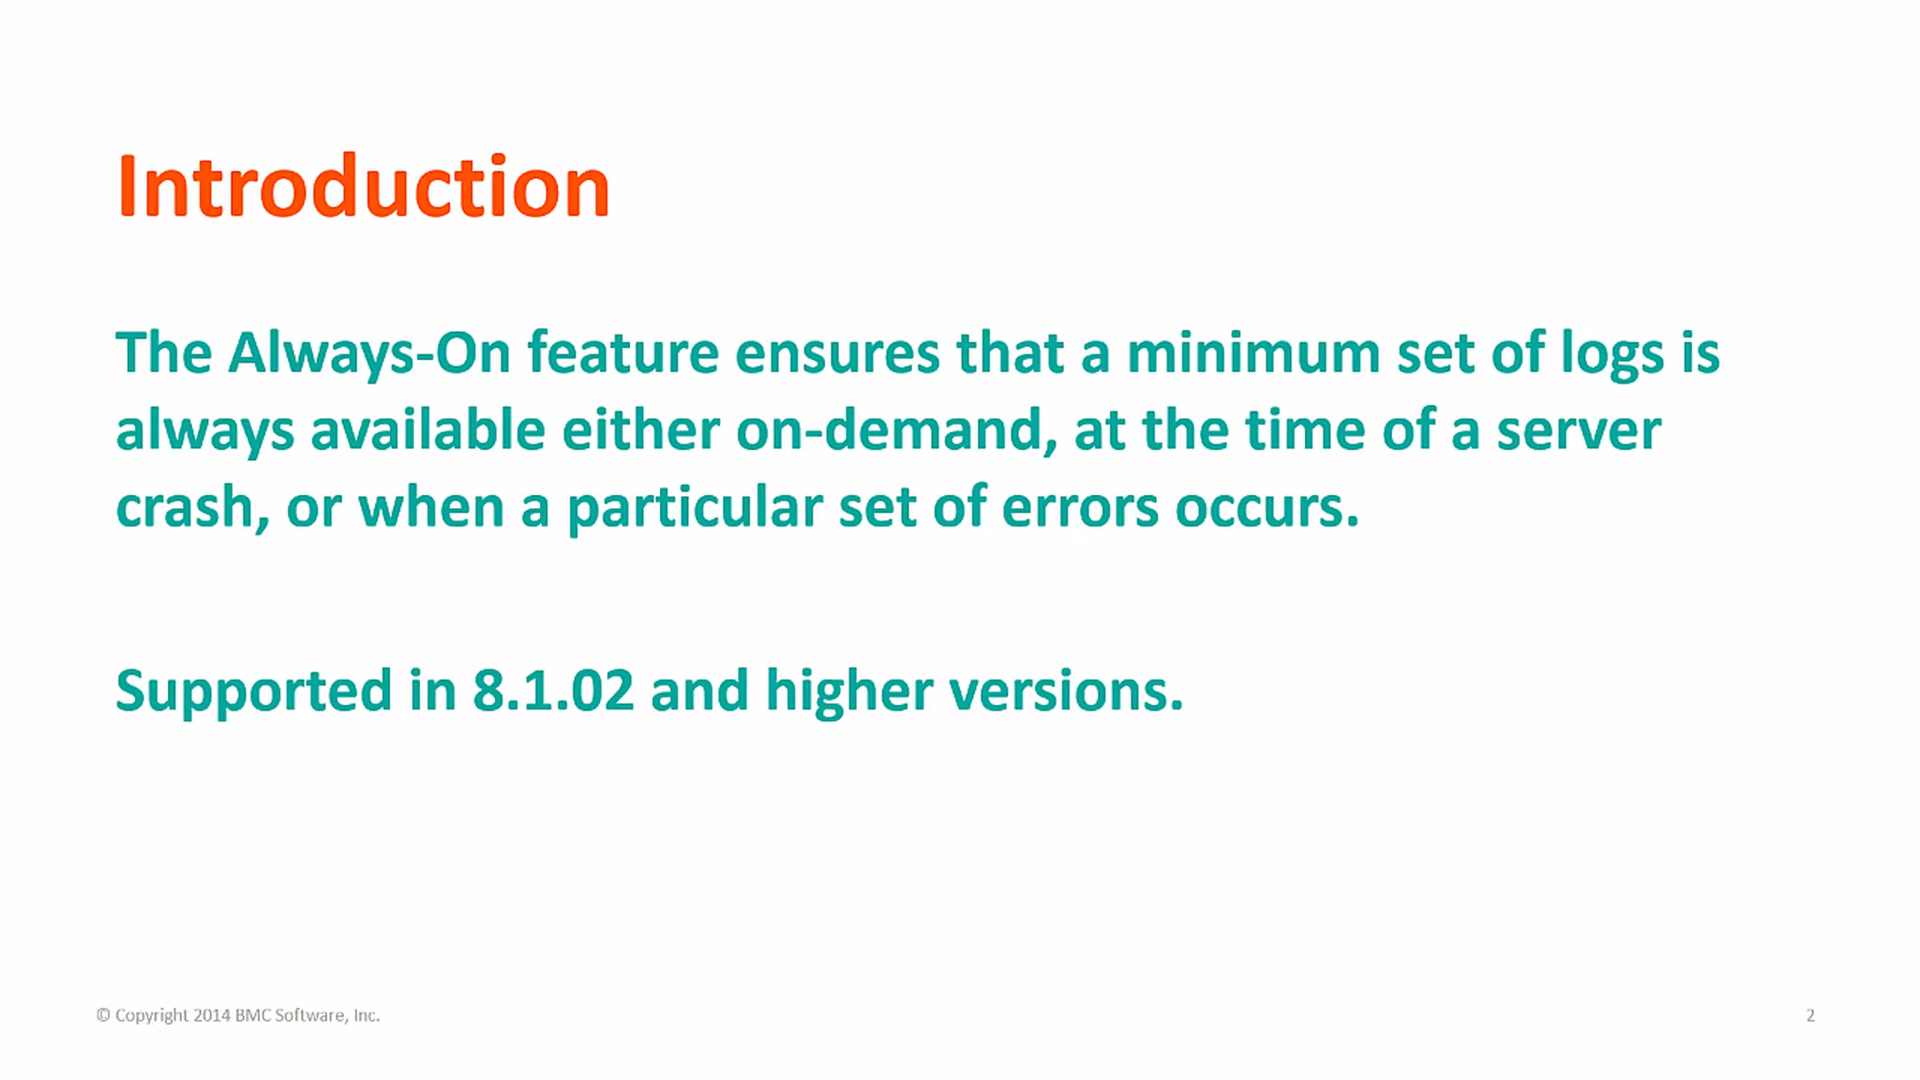 Introduction
The Always-On feature ensures that a minimum set of logs is
always available either on-demand, at the time of a server
crash, or when a particular set of errors occurs.
Supported in 8.1.02 and higher versions.
© Copyright 2014 BMC Software, Inc.
2